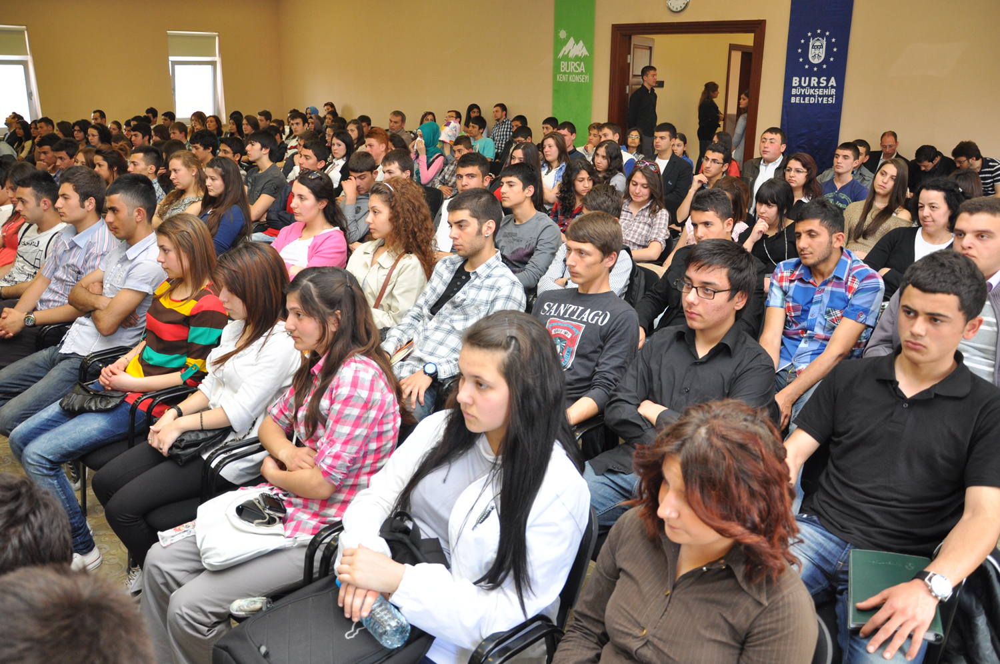 BURSA
KENT KONSEYİ
BURSA
BÜYÜKŞEHİR
BELEDİYESİ
SANTIAGO